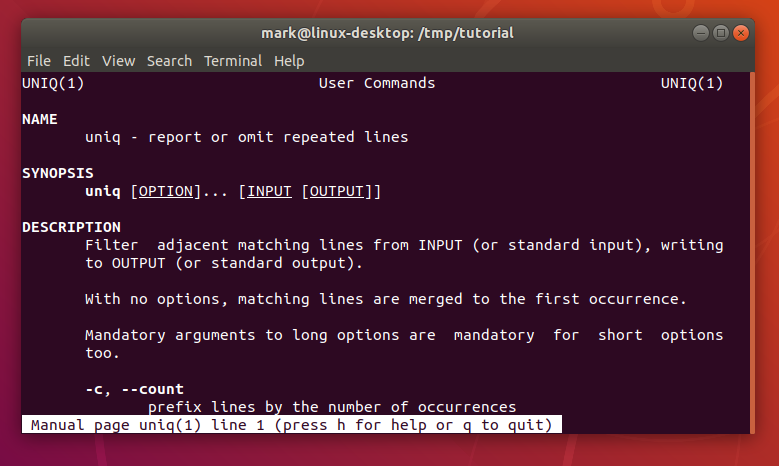 mark@linux-desktop: /tmp/tutorial
File Edit View Search Terminal Help
UNIQ(1) User Commands UNIQ(1)
NAME
uniq - report or omit repeated lines
SYNOPSIS
uniq [OPTION]... [INPUT [OUTPUT]]
DESCRIPTION
Filter adjacent matching lines from INPUT (or standard input), writing
to OUTPUT (or standard output).
With no options, matching lines are merged to the first occurrence.
Mandatory arguments to long options are mandatory for short options
too.
-c, --count
prefix lines by the number of occurrences
Manual page uniq(1) line 1 (press h for help or q to quit)